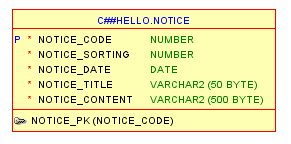 C##HELLO.NOTICE
P * NOTICE_CODE NUMBER
* NOTICE_SORTING NUMBER
* NOTICE_DATE DATE
* NOTICE_TITLE VARCHAR2 (50 BYTE)
* NOTICE_CONTENT VARCHAR2 (500 BYTE)
NOTICE_PK (NOTICE_CODE)